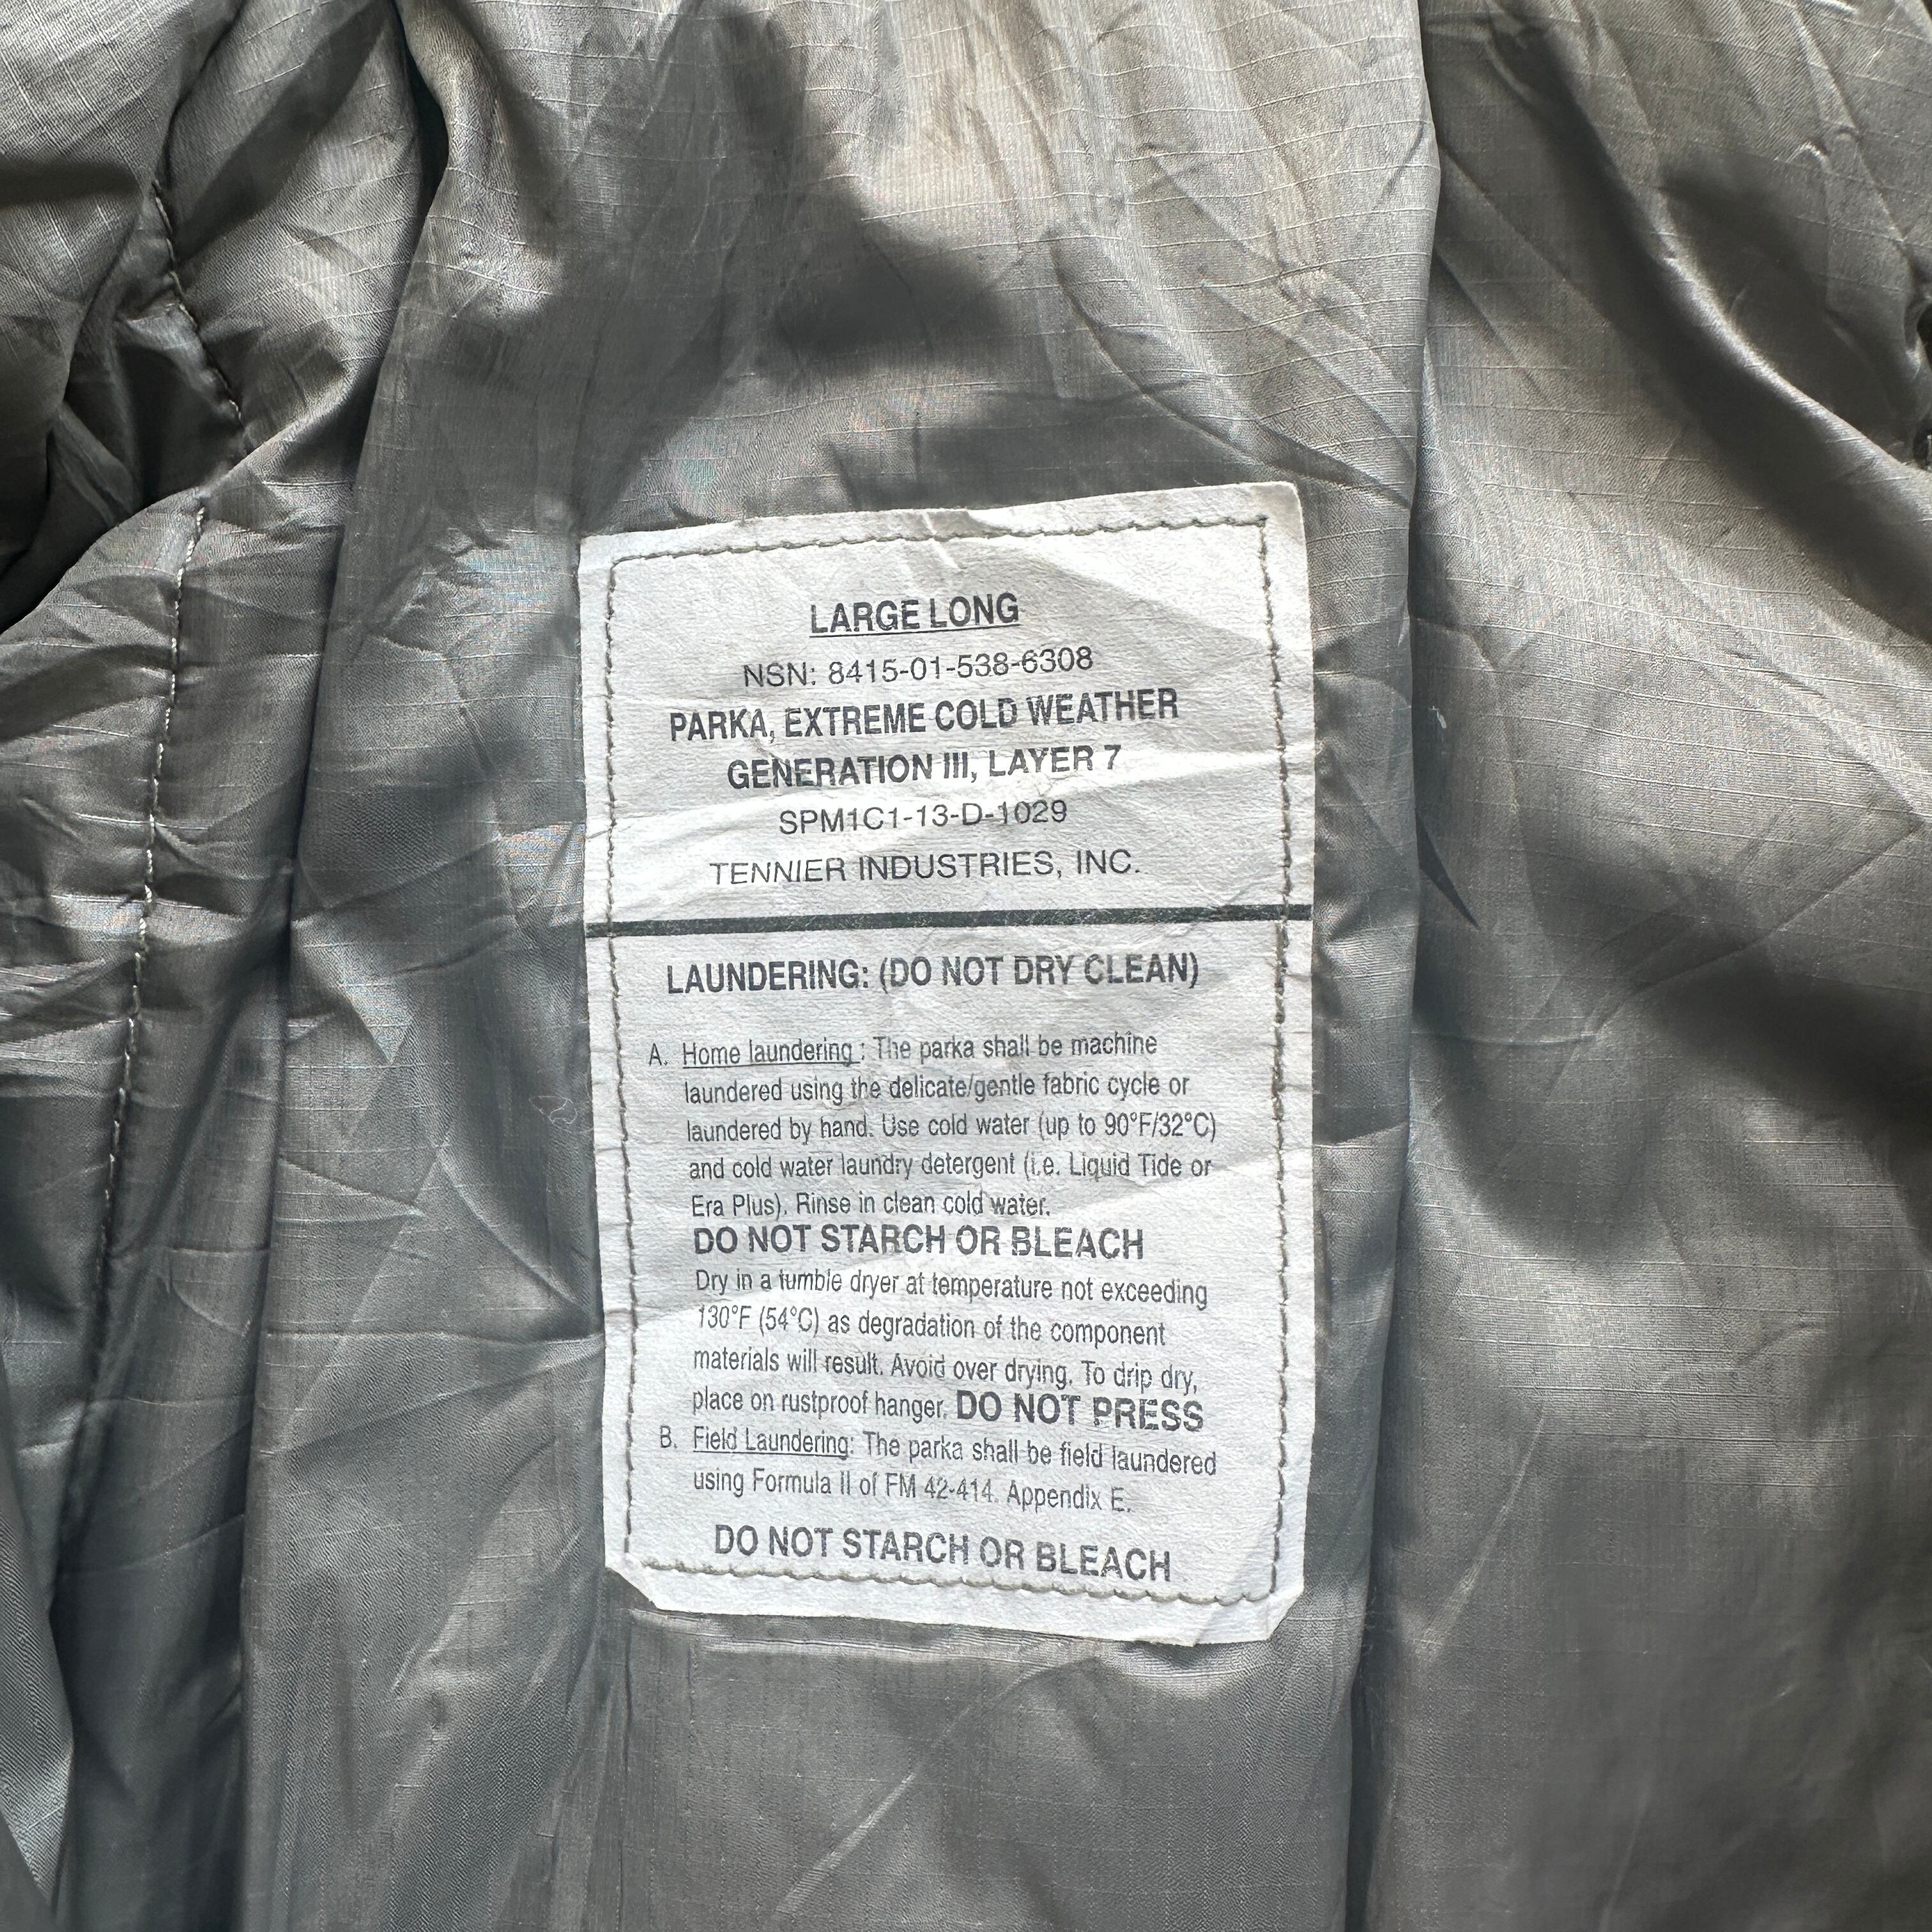 LARGE LONG
NSN: 8415-01-538-6308
PARKA, EXTREME COLD WEATHER
GENERATION III, LAYER 7
SPM1C1-13-D-1029
TENNIER INDUSTRIES, INC.
LAUNDERING: (DO NOT DRY CLEAN)
A. Home laundering : The parka shall be machine
laundered using the delicate/gentle fabric cycle or
laundered by hand. Use cold water (up to 90°F/32°C)
and cold water laundry detergent (i.e. Liquid Tide or
Era Plus). Rinse in clean cold water.
DO NOT STARCH OR BLEACH
Dry in a tumble dryer at temperature not exceeding
130°F (54°C) as degradation of the component
materials will result. Avoid over drying. To drip dry,
place on rustproof hanger. DO NOT PRESS
B. Field Laundering: The parka shall be field laundered
using Formula II of FM 42-414. Appendix E.
DO NOT STARCH OR BLEACH